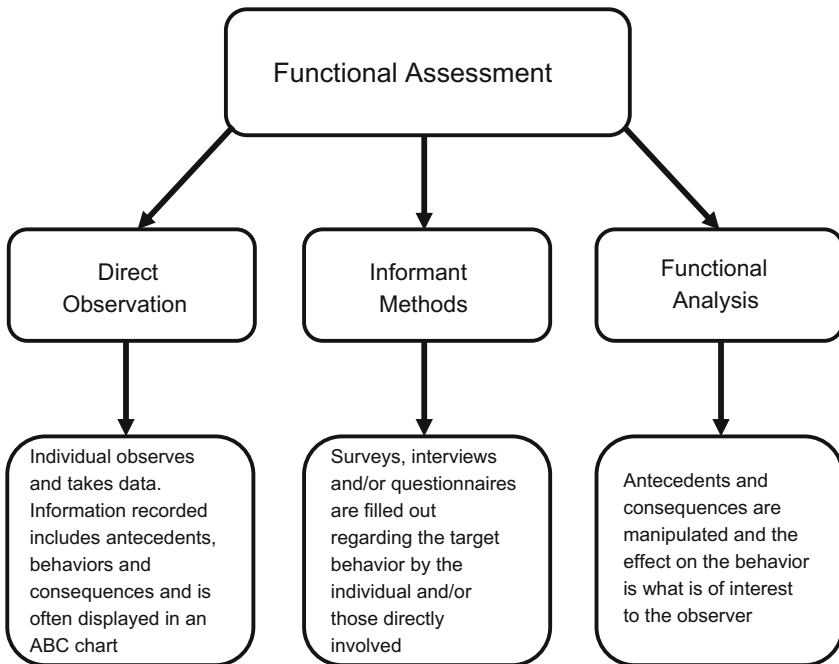 Functional Assessment
Direct
Observation
Informant
Methods
Functional
Analysis
Individual observes
and takes data.
Information recorded
includes antecedents,
behaviors and
consequences and is
often displayed in an
ABC chart
Surveys, interviews
and/or questionnaires
are filled out
regarding the target
behavior by the
individual and/or
those directly
involved
Antecedents and
consequences are
manipulated and the
effect on the behavior
is what is of interest
to the observer